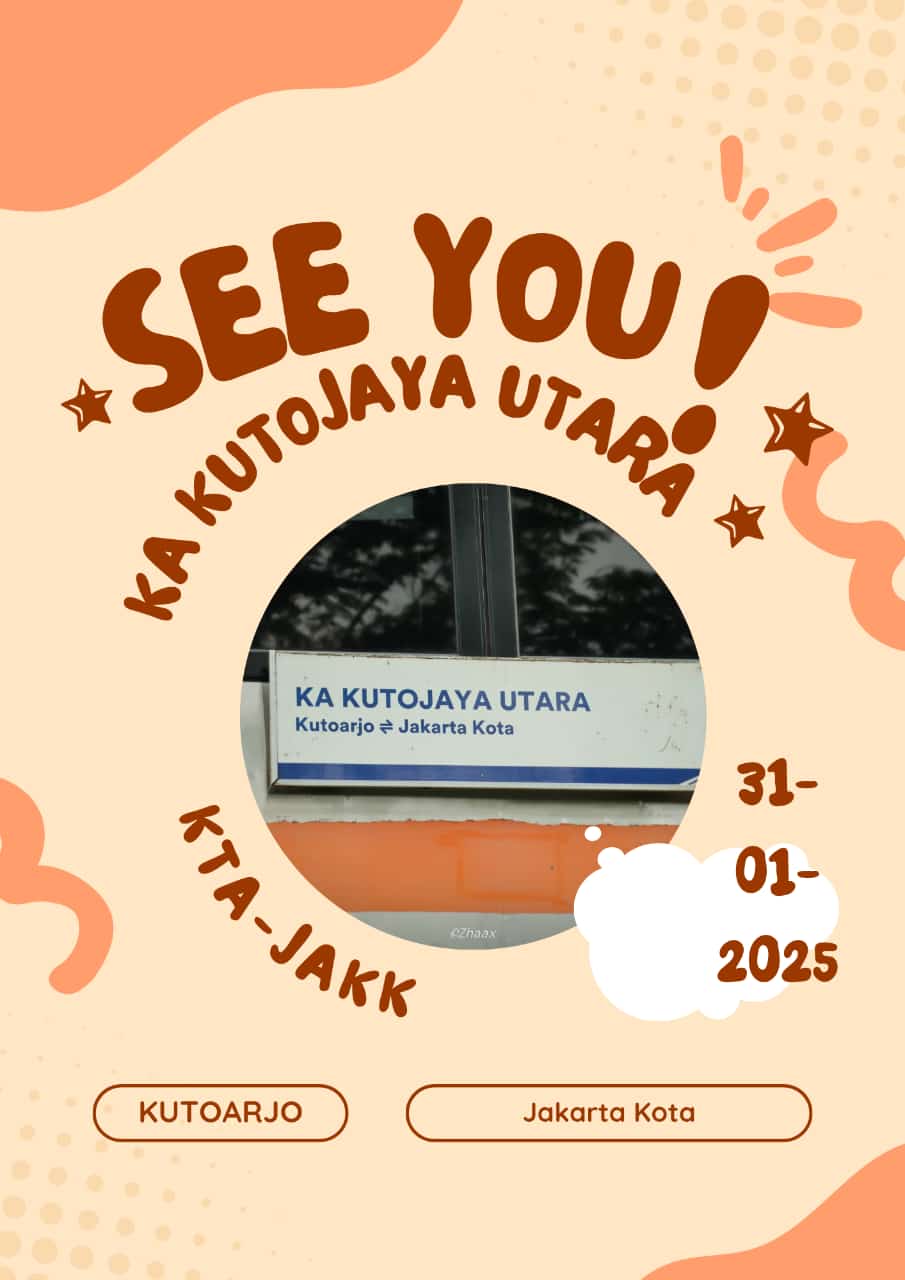 SEE YOU!
KA KUTOJAYA UTARA
KA KUTOJAYA UTARA
Kutoarjo ⇌ Jakarta Kota
31-
01-
2025
©Zhaax
KTA-JAKK
KUTOARJO
Jakarta Kota